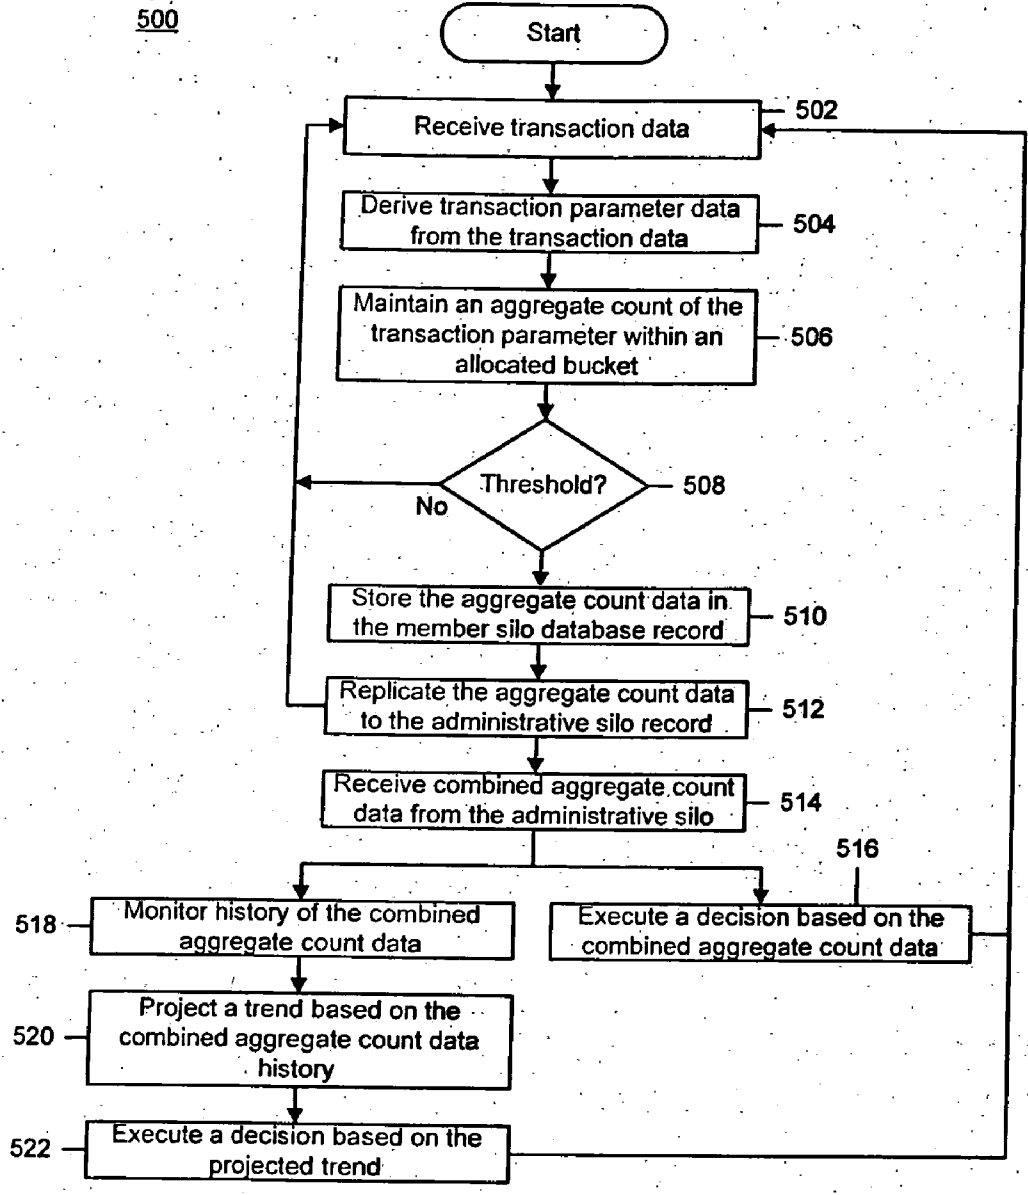 500
Start
502
Receive transaction data
Derive transaction parameter data
from the transaction data
504
Maintain an aggregate count of the
transaction parameter within an
allocated bucket
506
Threshold?
508
No
Store the aggregate count data in
the member silo database record
510
Replicate the aggregate count data
to the administrative silo record
512
Receive combined aggregate count
data from the administrative silo
514
516
518
Monitor history of the combined
aggregate count data
Execute a decision based on the
combined aggregate count data
520
Project a trend based on the
combined aggregate count data
history
522
Execute a decision based on the
projected trend